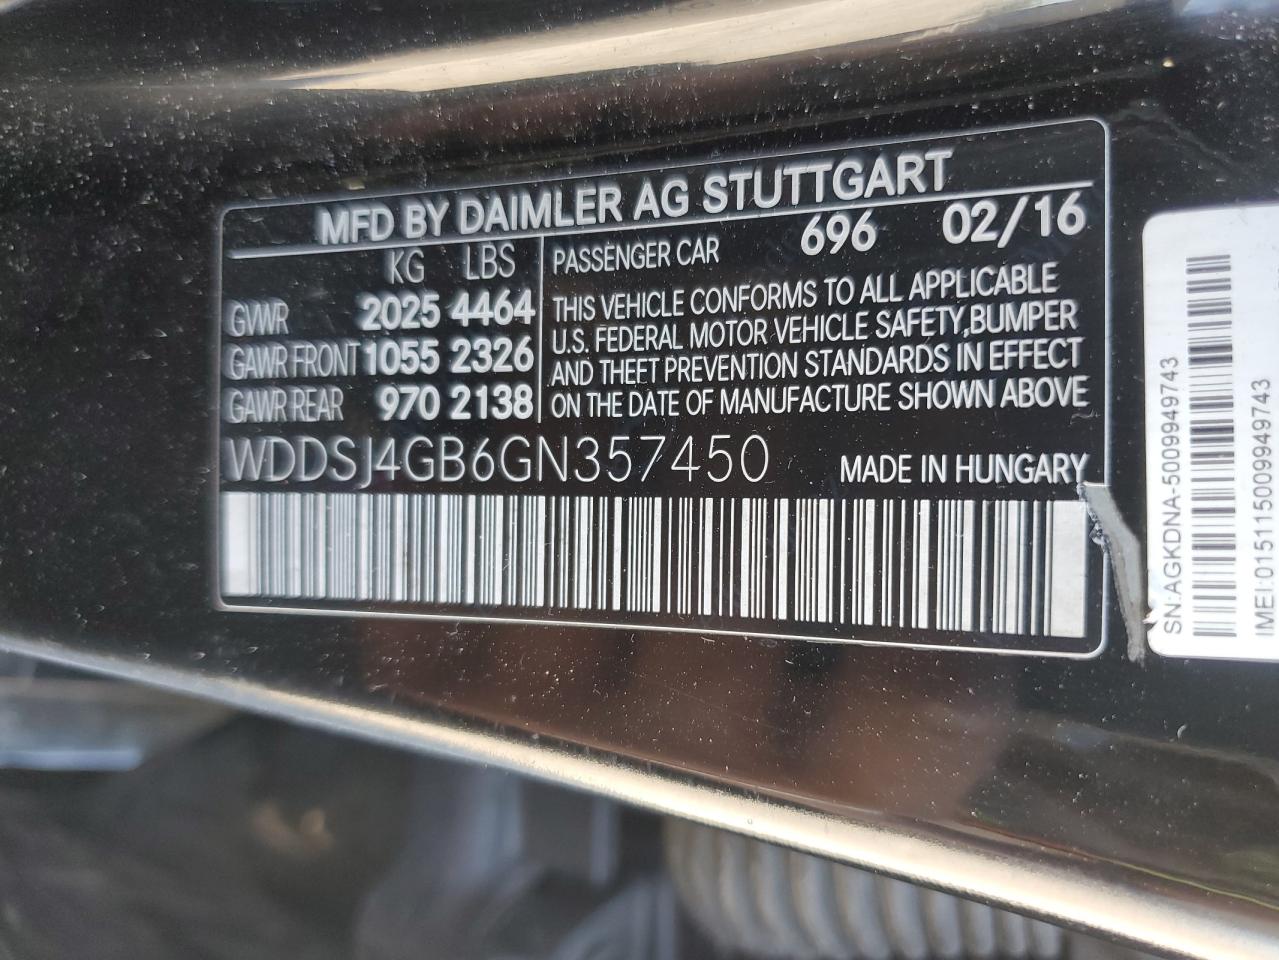 MFD BY DAIMLER AG STUTTGART
KG LBS
GVWR 2025 4464
GAWR FRONT 1055 2326
GAWR REAR 970 2138
PASSENGER CAR 696 02/16
THIS VEHICLE CONFORMS TO ALL APPLICABLE
U.S. FEDERAL MOTOR VEHICLE SAFETY,BUMPER
AND THEFT PREVENTION STANDARDS IN EFFECT
ON THE DATE OF MANUFACTURE SHOWN ABOVE
WDDSJ4GB6GN357450 MADE IN HUNGARY
SN:AGKDNA-500994974​3
IMEI:015115009949743